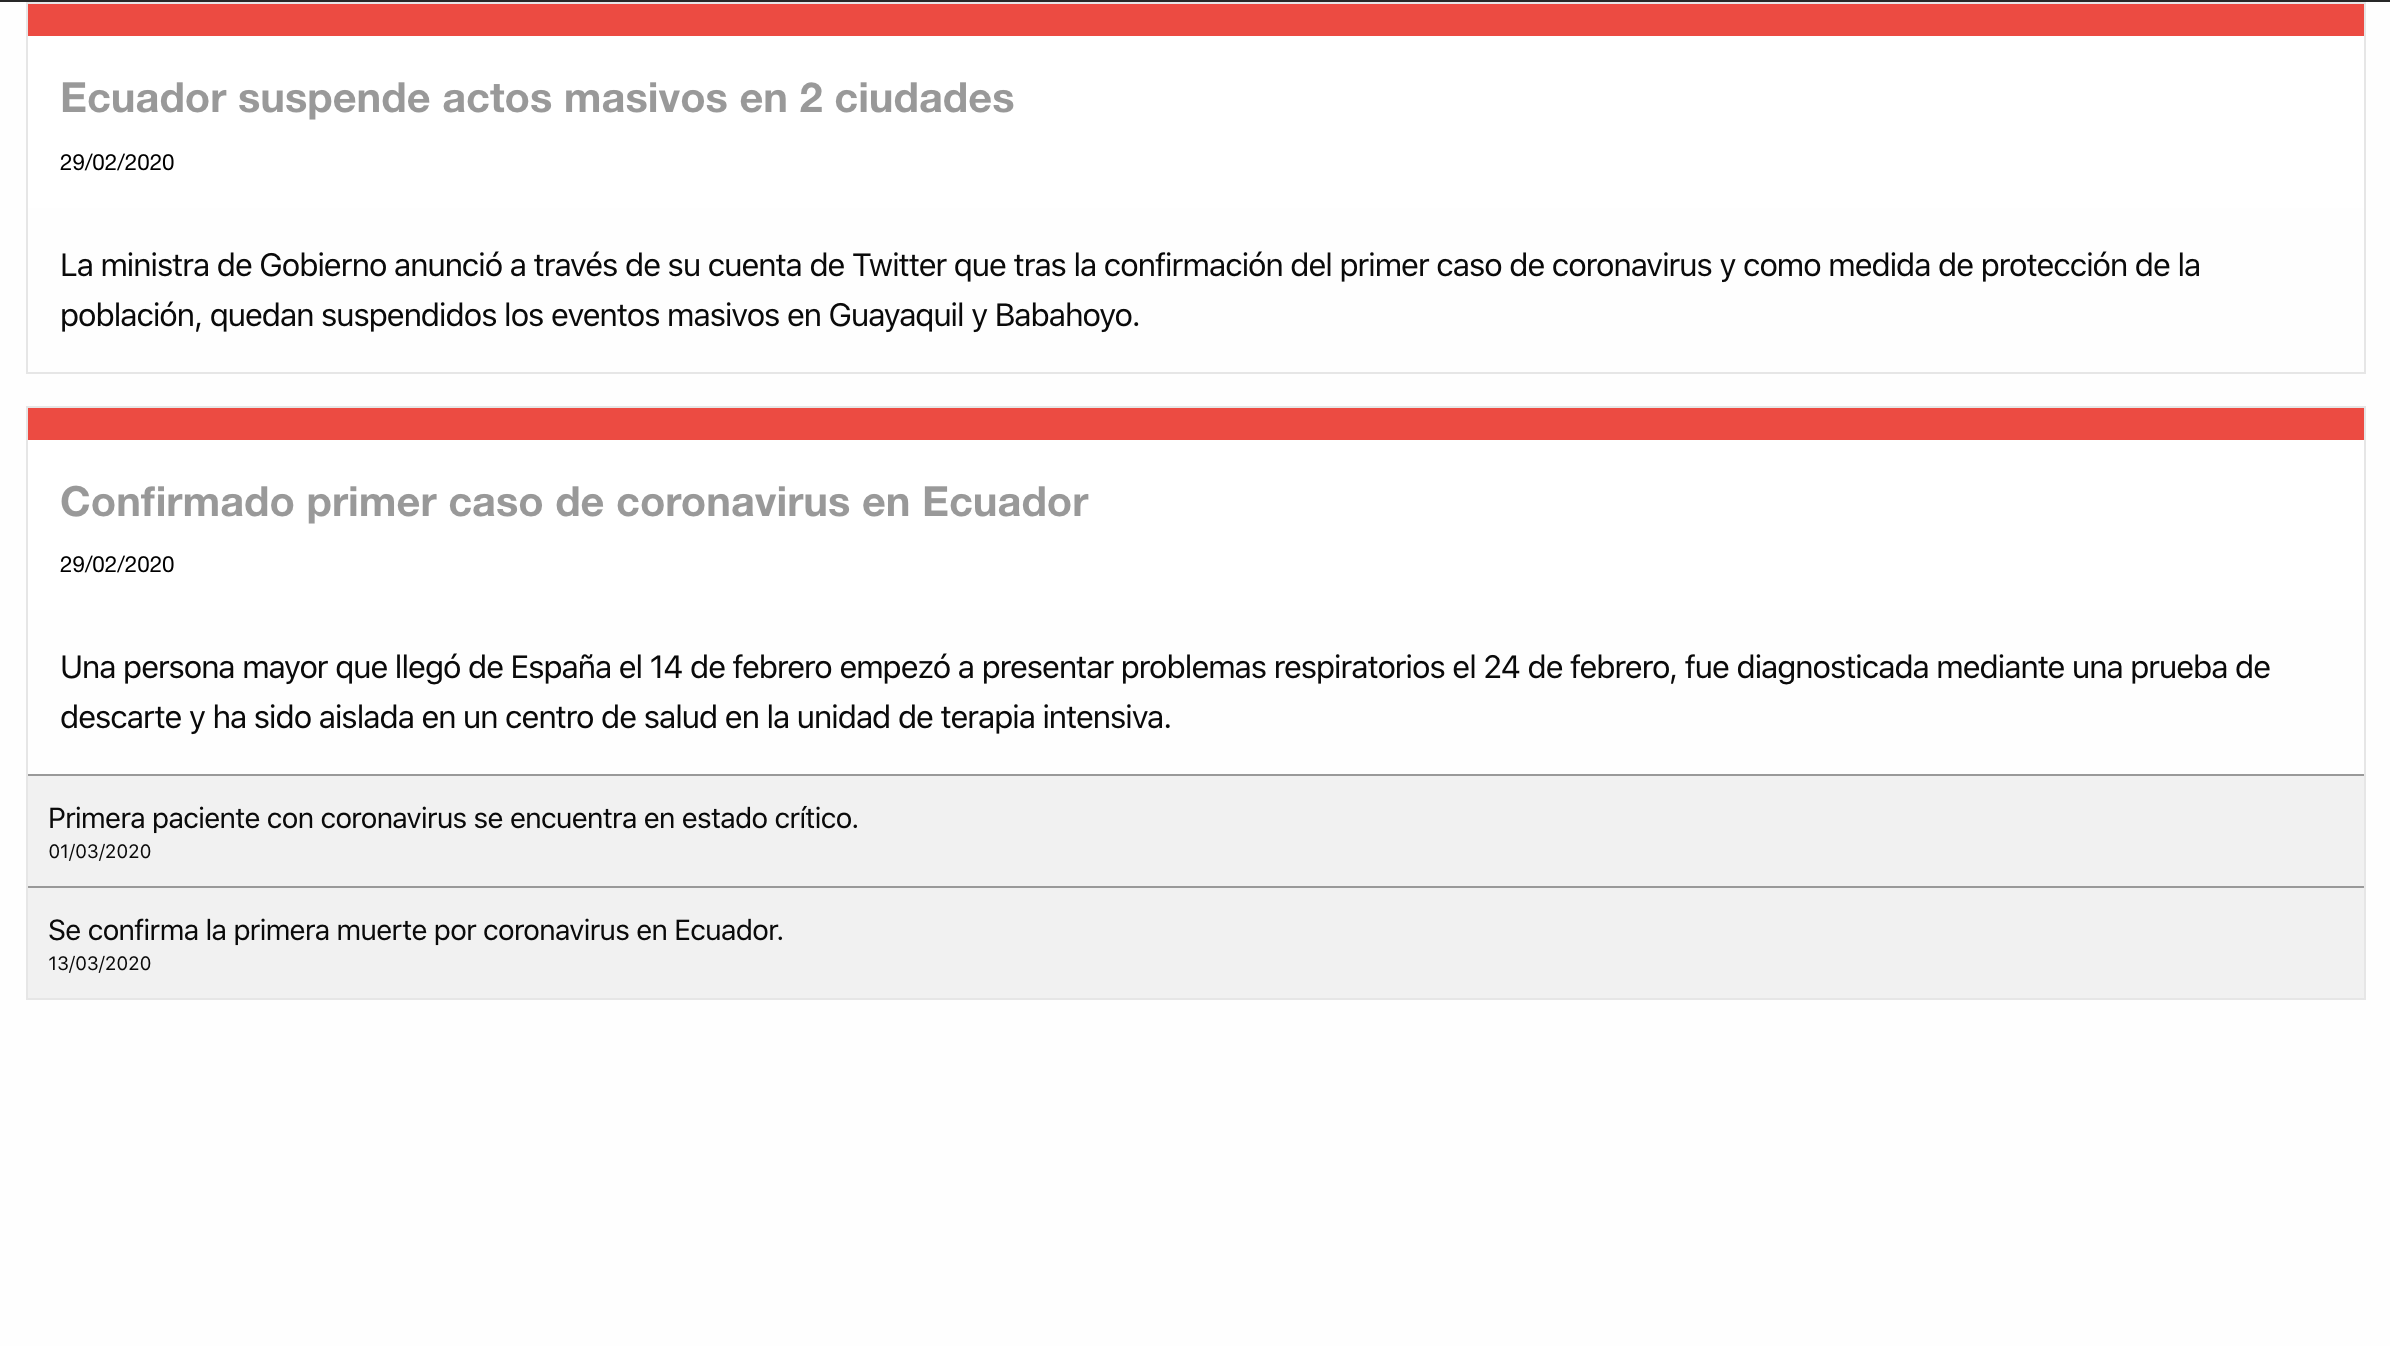 Ecuador suspende actos masivos en 2 ciudades
29/02/2020
La ministra de Gobierno anunció a través de su cuenta de Twitter que tras la confirmación del primer caso de coronavirus y como medida de protección de la
población, quedan suspendidos los eventos masivos en Guayaquil y Babahoyo.
Confirmado primer caso de coronavirus en Ecuador
29/02/2020
Una persona mayor que llegó de España el 14 de febrero empezó a presentar problemas respiratorios el 24 de febrero, fue diagnosticada mediante una prueba de
descarte y ha sido aislada en un centro de salud en la unidad de terapia intensiva.
Primera paciente con coronavirus se encuentra en estado crítico.
01/03/2020
Se confirma la primera muerte por coronavirus en Ecuador.
13/03/2020